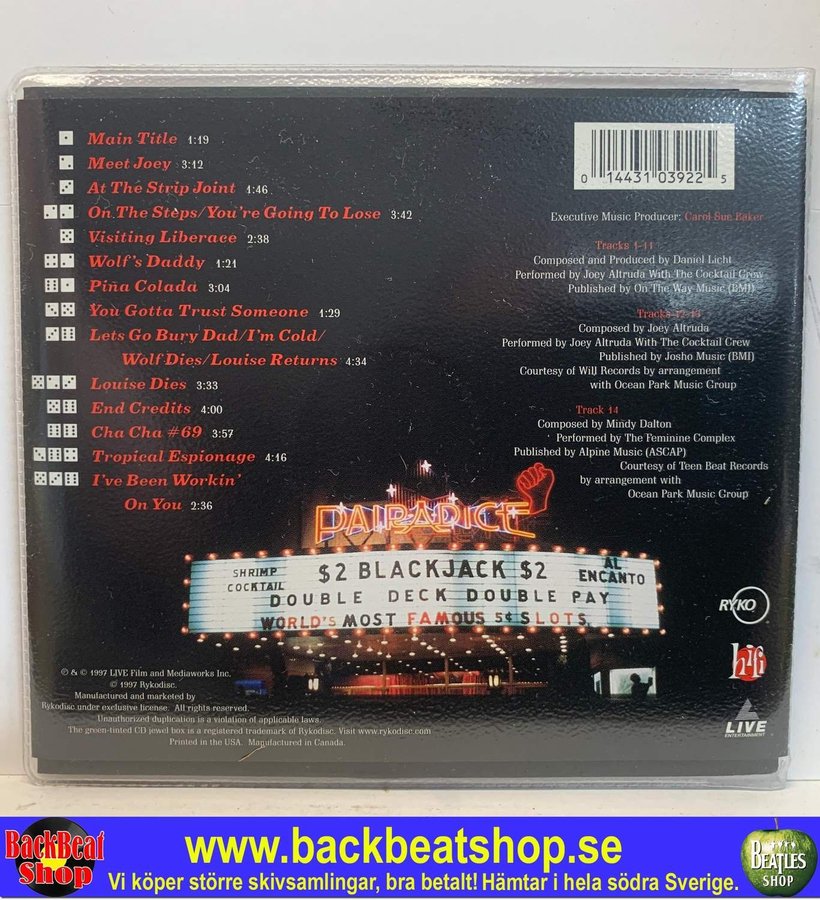 Main Title 1:19
Meet Joey 3:12
At The Strip Joint 1:46
On The Steps/You're Going To Lose 3:42
Visiting Liberace 2:38
Wolf's Daddy 1:21
Piña Colada 3:04
You Gotta Trust Someone 1:29
Lets Go Bury Dad/I'm Cold/
Wolf Dies/Louise Returns 4:34
Louise Dies 3:33
End Credits 4:00
Cha Cha #69 3:57
Tropical Espionage 4:16
I've Been Workin'
On You 2:36
0 14431 03922 5
Executive Music Producer: Carol Sue Baker
Tracks 1-11
Composed and Produced by Daniel Licht
Performed by Joey Altruda With The Cocktail Crew
Published by On The Way Music (BMI)
Tracks 12-13
Composed by Joey Altruda
Performed by Joey Altruda With The Cocktail Crew
Published by Josho Music (BMI)
Courtesy of Will Records by arrangement
with Ocean Park Music Group
Track 14
Composed by Mindy Dalton
Performed by The Feminine Complex
Published by Alpine Music (ASCAP)
Courtesy of Teen Beat Records
by arrangement with
Ocean Park Music Group
PAIRADICE
SHRIMP
COCKTAIL
$2 BLACKJACK $2
AL
ENCANTO
DOUBLE DECK DOUBLE PAY
WORLD'S MOST FAMOUS 5¢ SLOTS
RYKO
hifi
LIVE
ENTERTAINMENT
℗ & © 1997 LIVE Film and Mediaworks Inc.
© 1997 Rykodisc.
Manufactured and marketed by
Rykodisc under exclusive license. All rights reserved.
Unauthorized duplication is a violation of applicable laws.
The green-tinted CD jewel box is a registered trademark of Rykodisc. Visit www.rykodisc.com
Printed in the USA. Manufactured in Canada.
BackBeat
Shop
www.backbeatshop.se
Vi köper större skivsamlingar, bra betalt! Hämtar i hela södra Sverige.
BEATLES
SHOP